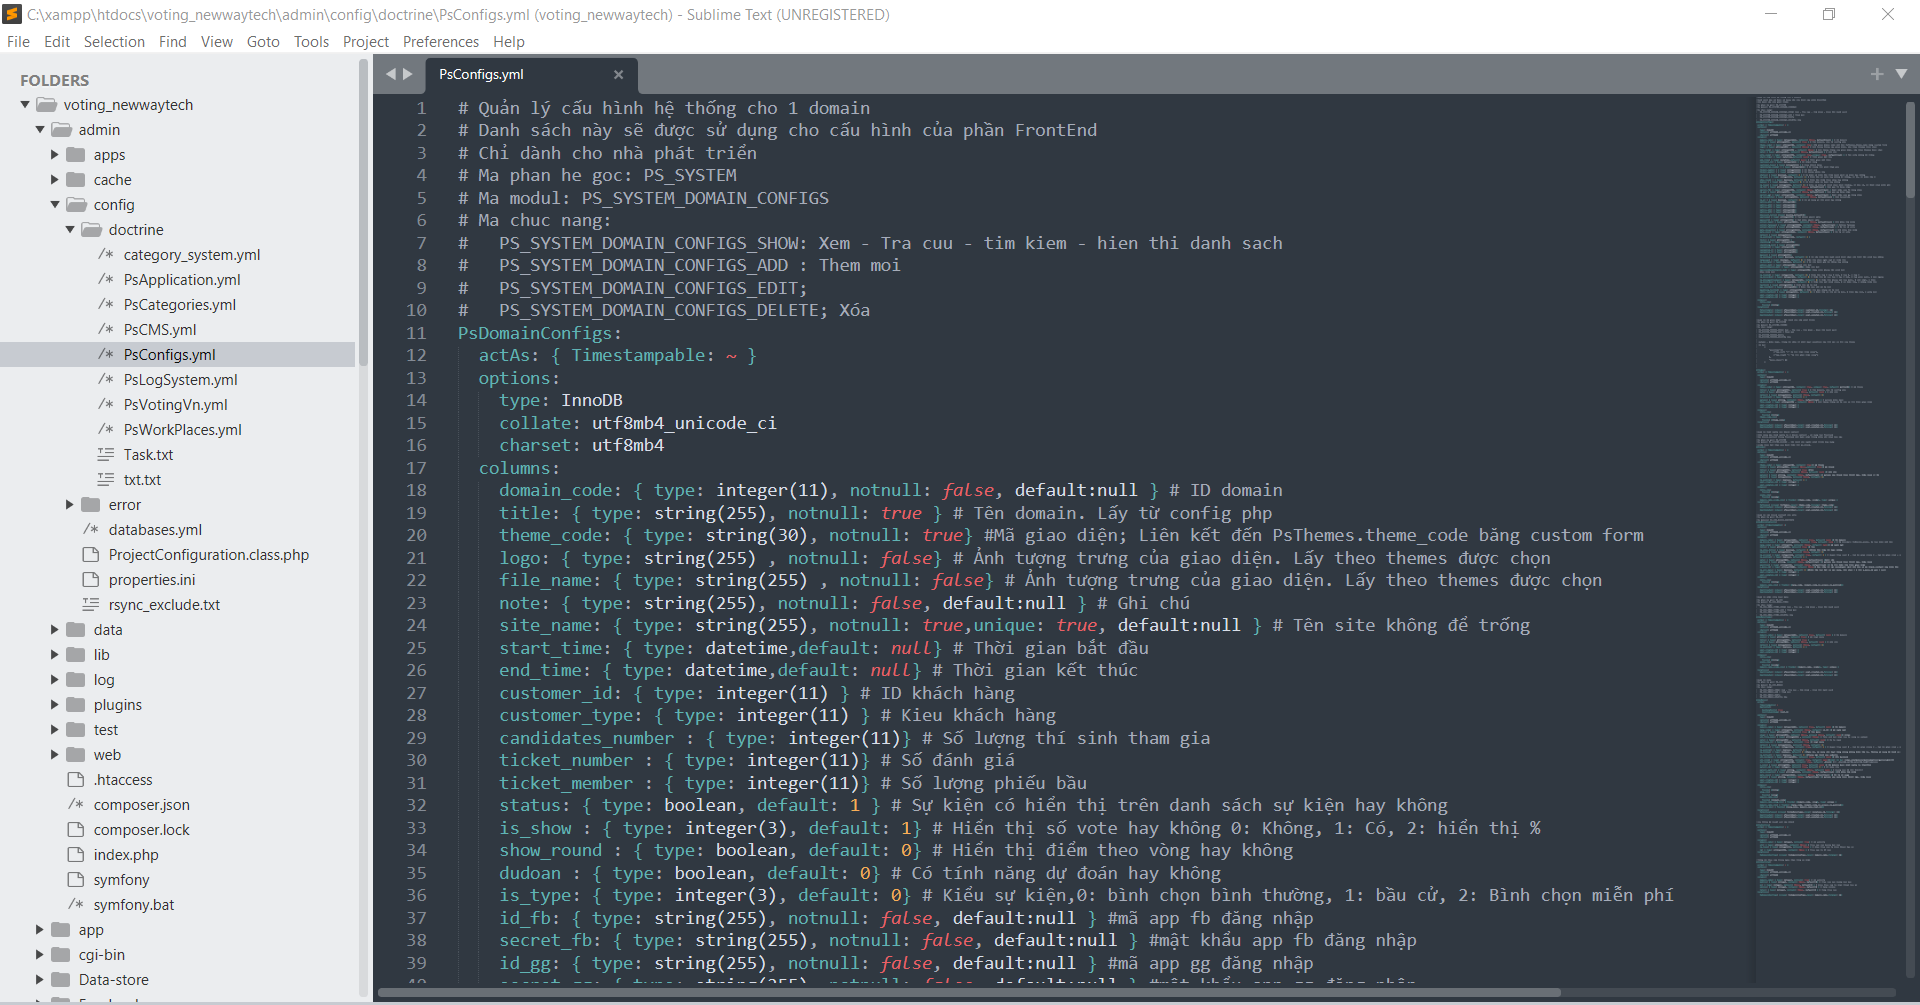 C:\xampp\htdocs\voting_newwaytech\admin\config\doctrine\PsConfigs.yml (voting_newwaytech) - Sublime Text (UNREGISTERED)
File Edit Selection Find View Goto Tools Project Preferences Help
FOLDERS
voting_newwaytech
admin
apps
cache
config
doctrine
/* category_system.yml
/* PsApplication.yml
/* PsCategories.yml
/* PsCMS.yml
/* PsConfigs.yml
/* PsLogSystem.yml
/* PsVotingVn.yml
/* PsWorkPlaces.yml
Task.txt
txt.txt
error
/* databases.yml
ProjectConfiguration.class.php
properties.ini
rsync_exclude.txt
data
lib
log
plugins
test
web
.htaccess
/* composer.json
composer.lock
index.php
symfony
/* symfony.bat
app
cgi-bin
Data-store
PsConfigs.yml
1 # Quản lý cấu hình hệ thống cho 1 domain
2 # Danh sách này sẽ được sử dụng cho cấu hình của phần FrontEnd
3 # Chỉ dành cho nhà phát triển
4 # Ma phan he goc: PS_SYSTEM
5 # Ma modul: PS_SYSTEM_DOMAIN_CONFIGS
6 # Ma chuc nang:
7 #   PS_SYSTEM_DOMAIN_CONFIGS_SHOW: Xem - Tra cuu - tim kiem - hien thi danh sach
8 #   PS_SYSTEM_DOMAIN_CONFIGS_ADD : Them moi
9 #   PS_SYSTEM_DOMAIN_CONFIGS_EDIT;
10 #   PS_SYSTEM_DOMAIN_CONFIGS_DELETE; Xóa
11 PsDomainConfigs:
12   actAs: { Timestampable: ~ }
13   options:
14     type: InnoDB
15     collate: utf8mb4_unicode_ci
16     charset: utf8mb4
17   columns:
18     domain_code: { type: integer(11), notnull: false, default:null } # ID domain
19     title: { type: string(255), notnull: true } # Tên domain. Lấy từ config php
20     theme_code: { type: string(30), notnull: true} #Mã giao diện; Liên kết đến PsThemes.theme_code bằng custom form
21     logo: { type: string(255) , notnull: false} # Ảnh tượng trưng của giao diện. Lấy theo themes được chọn
22     file_name: { type: string(255) , notnull: false} # Ảnh tượng trưng của giao diện. Lấy theo themes được chọn
23     note: { type: string(255), notnull: false, default:null } # Ghi chú
24     site_name: { type: string(255), notnull: true,unique: true, default:null } # Tên site không để trống
25     start_time: { type: datetime,default: null} # Thời gian bắt đầu
26     end_time: { type: datetime,default: null} # Thời gian kết thúc
27     customer_id: { type: integer(11) } # ID khách hàng
28     customer_type: { type: integer(11) } # Kieu khách hàng
29     candidates_number : { type: integer(11)} # Số lượng thí sinh tham gia
30     ticket_number : { type: integer(11)} # Số đánh giá
31     ticket_member : { type: integer(11)} # Số lượng phiếu bầu
32     status: { type: boolean, default: 1 } # Sự kiện có hiển thị trên danh sách sự kiện hay không
33     is_show : { type: integer(3), default: 1} # Hiển thị số vote hay không 0: Không, 1: Có, 2: hiển thị %
34     show_round : { type: boolean, default: 0} # Hiển thị điểm theo vòng hay không
35     dudoan : { type: boolean, default: 0} # Có tính năng dự đoán hay không
36     is_type: { type: integer(3), default: 0} # Kiểu sự kiện,0: bình chọn bình thường, 1: bầu cử, 2: Bình chọn miễn phí
37     id_fb: { type: string(255), notnull: false, default:null } #mã app fb đăng nhập
38     secret_fb: { type: string(255), notnull: false, default:null } #mật khẩu app fb đăng nhập
39     id_gg: { type: string(255), notnull: false, default:null } #mã app gg đăng nhập